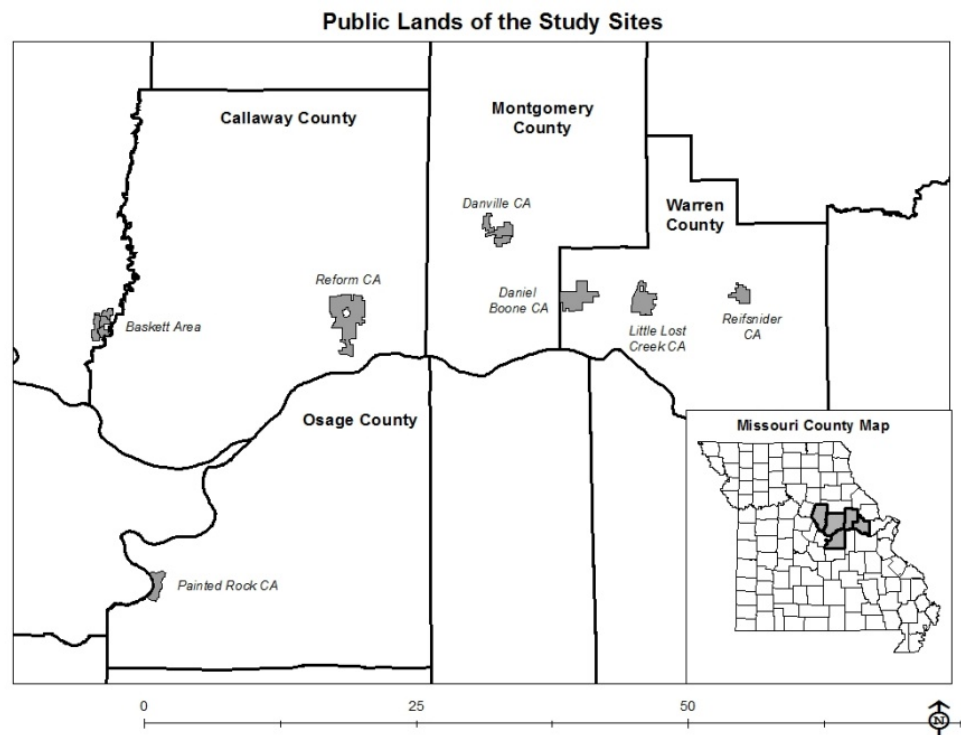 Public Lands of the Study Sites
Callaway County
Montgomery
County
Danville CA
Warren
County
Reform CA
Daniel
Boone CA
Baskett Area
Little Lost
Creek CA
Reifsnider
CA
Osage County
Missouri County Map
Painted Rock CA
0
25
50
N